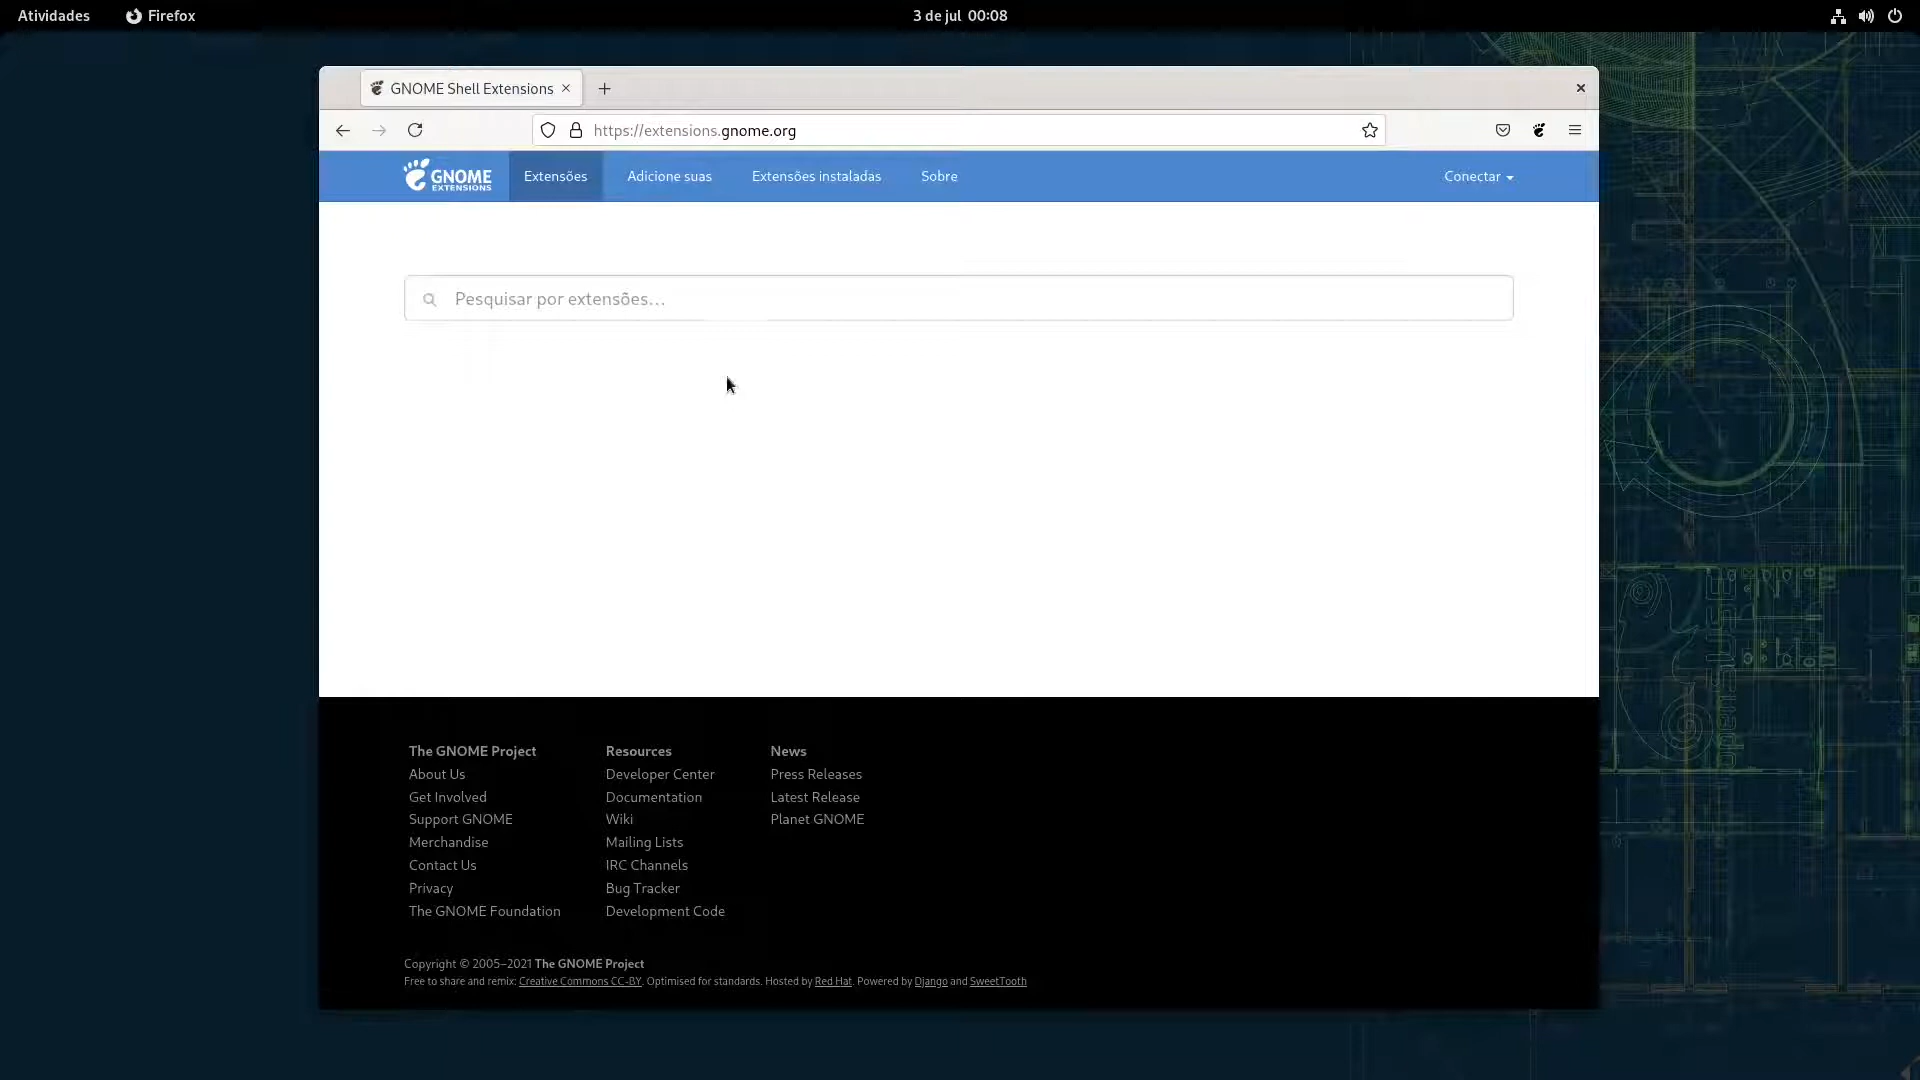 Atividades Firefox 3 de jul 00:08
GNOME Shell Extensions
https://extensions.gnome.org
GNOME EXTENSIONS Extensões Adicione suas Extensões instaladas Sobre Conectar
Pesquisar por extensões...
The GNOME Project
About Us
Get Involved
Support GNOME
Merchandise
Contact Us
Privacy
The GNOME Foundation
Resources
Developer Center
Documentation
Wiki
Mailing Lists
IRC Channels
Bug Tracker
Development Code
News
Press Releases
Latest Release
Planet GNOME
Copyright © 2005–2021 The GNOME Project
Free to share and remix: Creative Commons CC-BY. Optimised for standards. Hosted by Red Hat. Powered by Django and SweetTooth
openSUSE